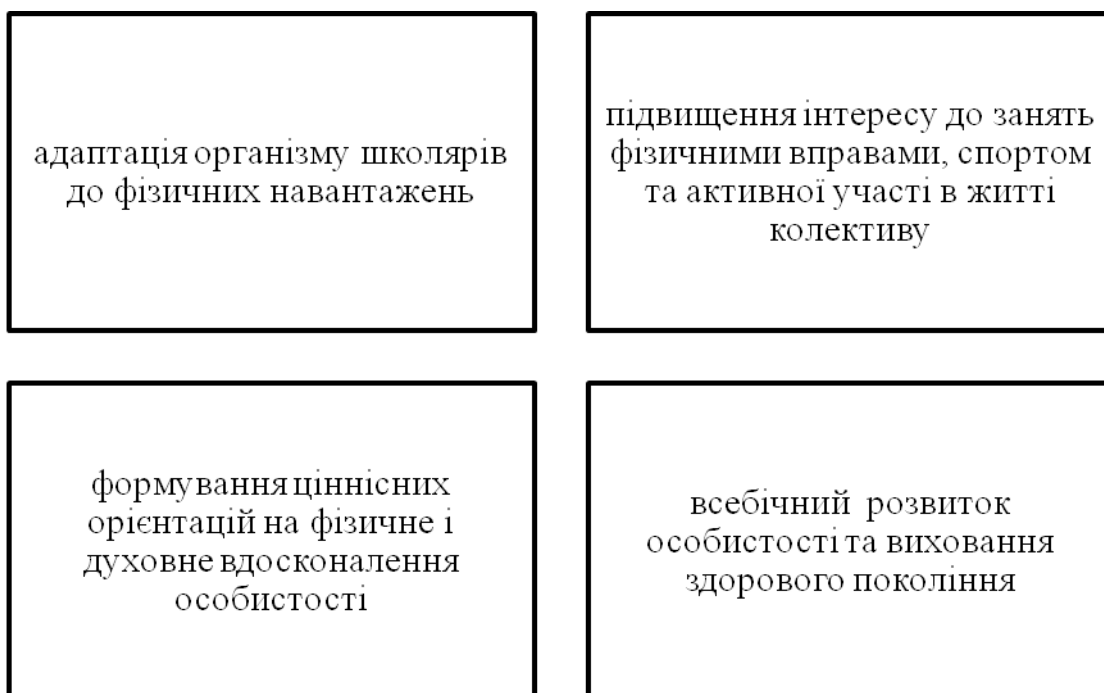 адаптація організму школярів
до фізичних навантажень
підвищення інтересу до занять
фізичними вправами, спортом
та активної участі в житті
колективу
формування ціннісних
орієнтацій на фізичне і
духовне вдосконалення
особистості
всебічний розвиток
особистості та виховання
здорового покоління